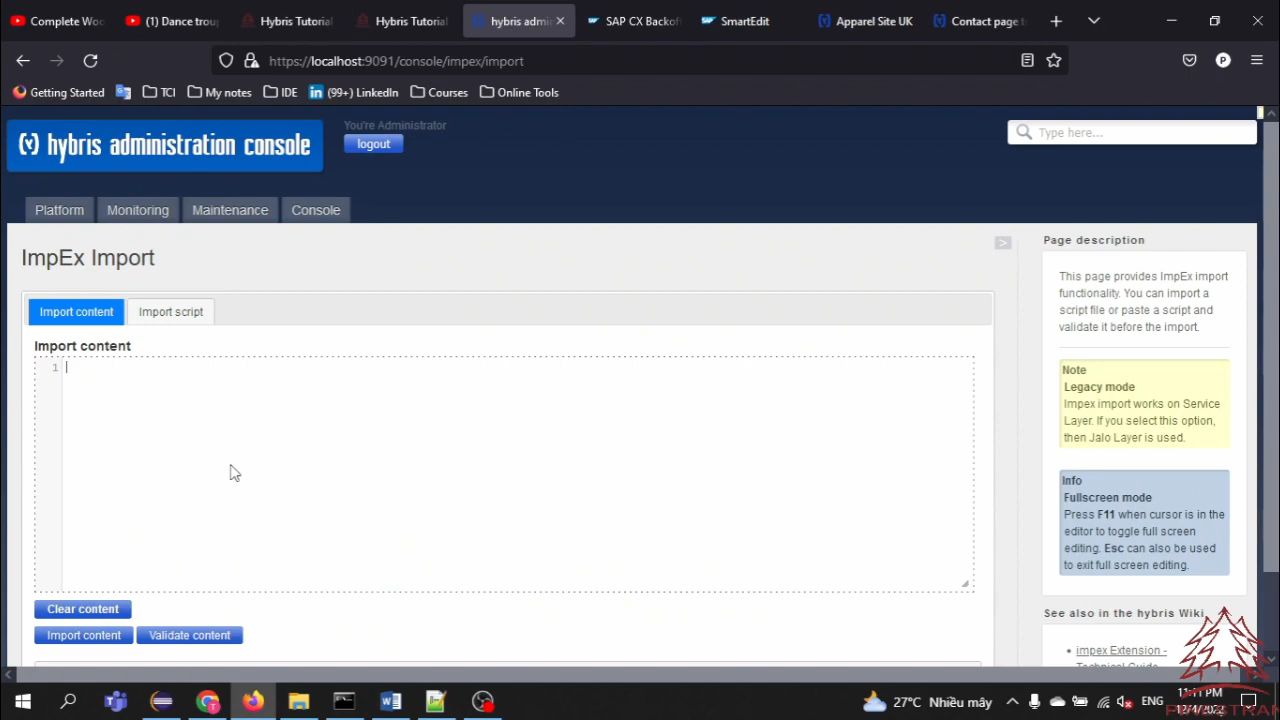 Complete Woo
(1) Dance trou
Hybris Tutorial
Hybris Tutorial
hybris admi
SAP CX Backof
SmartEdit
Apparel Site UK
Contact page t
https://localhost:9091/console/impex/import
P
Getting Started
TCI
My notes
IDE
(99+) LinkedIn
Courses
Online Tools
hybris administration console
You're Administrator
logout
Type here...
Platform
Monitoring
Maintenance
Console
ImpEx Import
>
Import content
Import script
Import content
1
Clear content
Import content
Validate content
Page description
This page provides ImpEx import
functionality. You can import a
script file or paste a script and
validate it before the import.
Note
Legacy mode
Impex import works on Service
Layer. If you select this option,
then Jalo Layer is used.
Info
Fullscreen mode
Press F11 when cursor is in the
editor to toggle full screen
editing. Esc can also be used
to exit full screen editing.
See also in the hybris Wiki
impex Extension -
Technical Guide
27°C Nhiều mây
ENG
11:11 PM